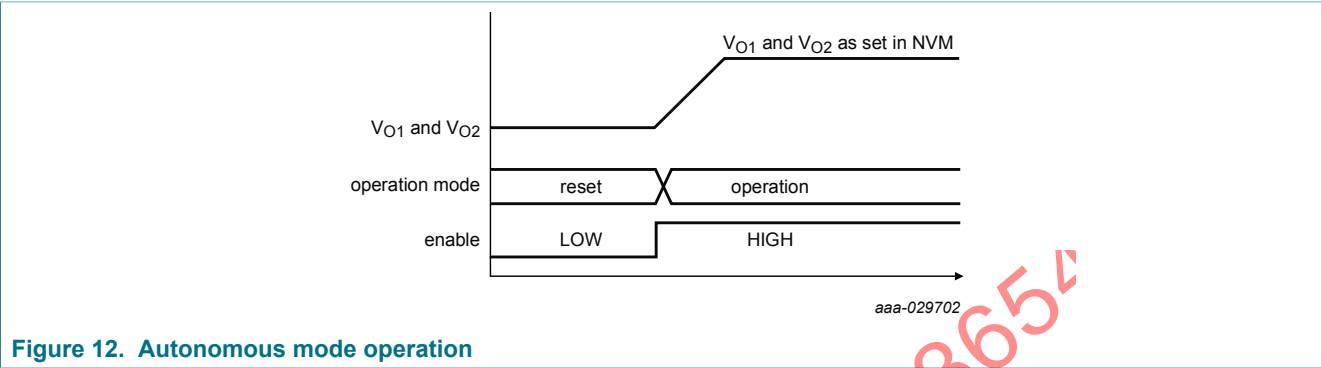 VO1 and VO2 as set in NVM
VO1 and VO2
operation mode reset operation
enable LOW HIGH
aaa-029702
Figure 12. Autonomous mode operation